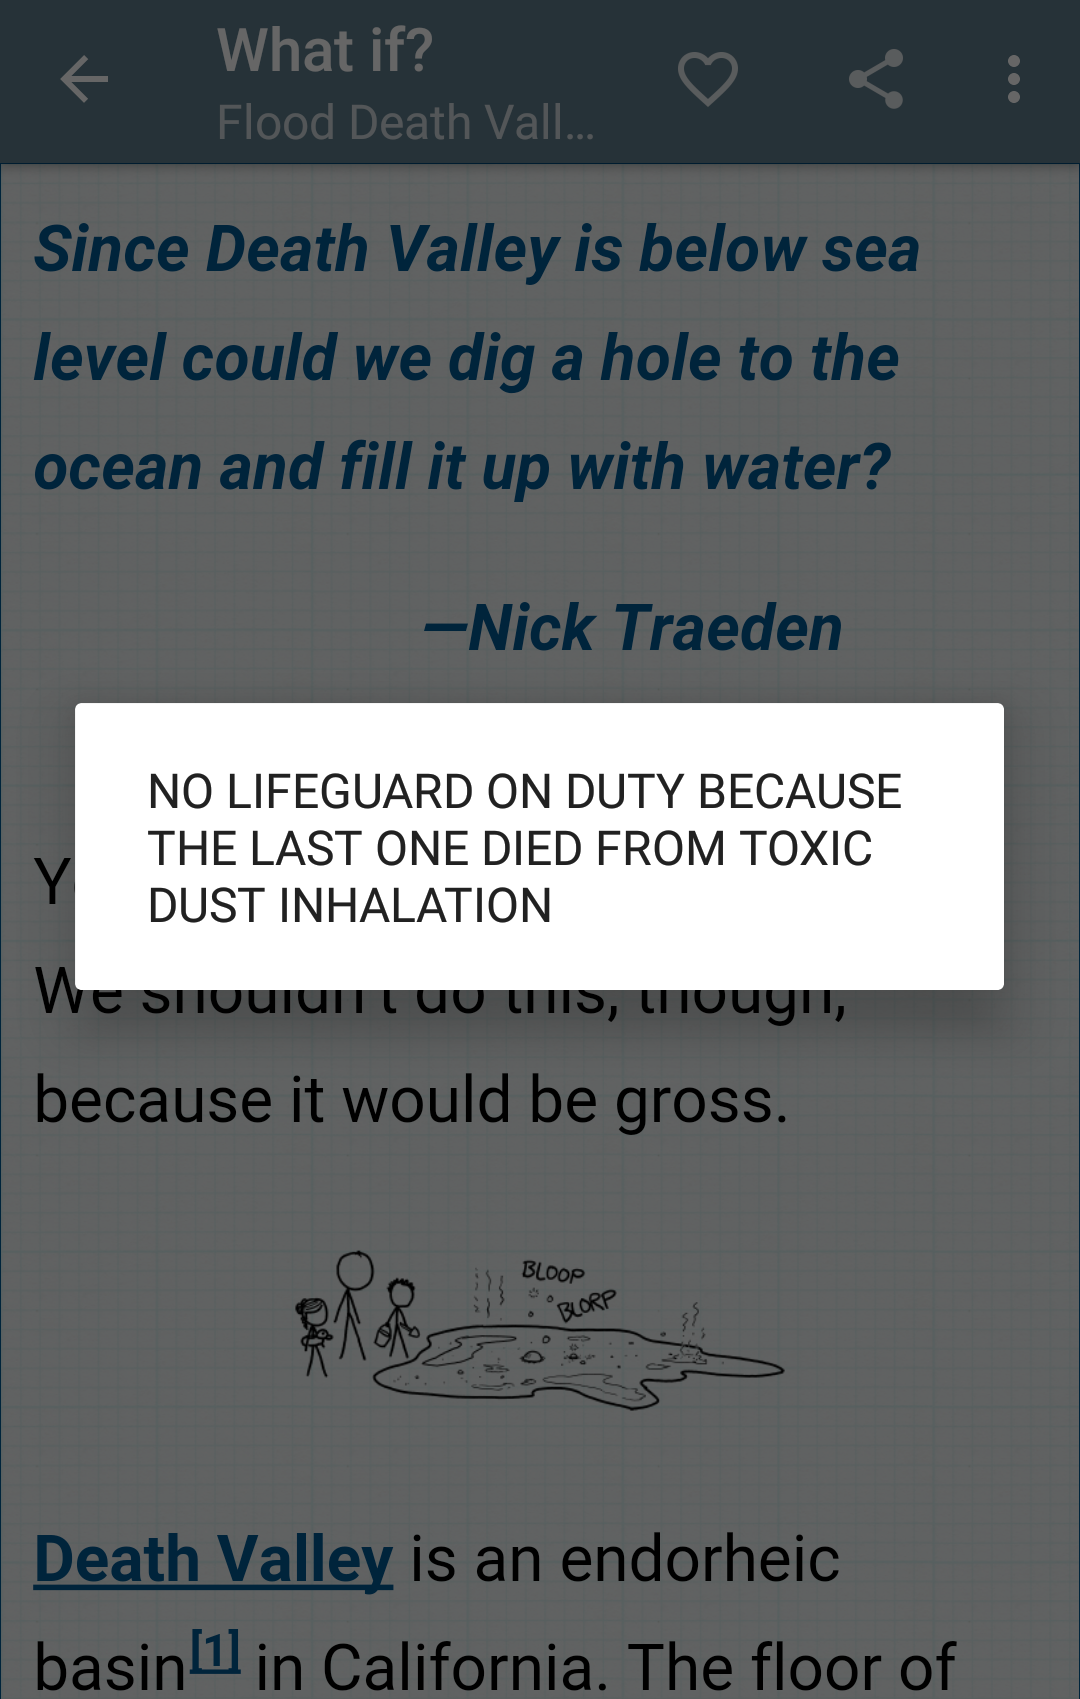 What if?
Flood Death Vall...
Since Death Valley is below sea
level could we dig a hole to the
ocean and fill it up with water?
—Nick Traeden
NO LIFEGUARD ON DUTY BECAUSE
THE LAST ONE DIED FROM TOXIC
DUST INHALATION
We shouldn't do this, though,
because it would be gross.
BLOOP
BLORP
Death Valley is an endorheic
basin[1] in California. The floor of